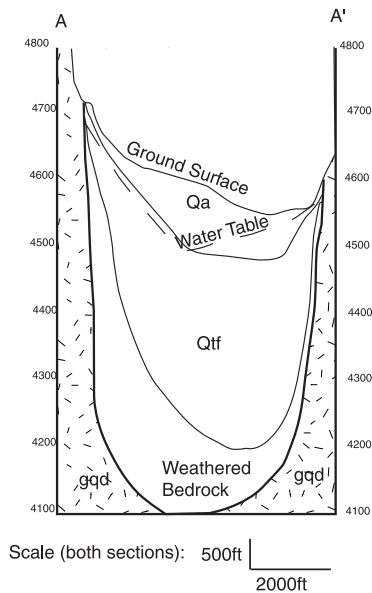 A A'
4800 4800
4700 4700
Ground Surface
4600 4600
Qa
Water Table
4500 4500
4400 4400
Qtf
4300 4300
4200 4200
Weathered
gqd Bedrock gqd
4100 4100
Scale (both sections): 500ft
2000ft